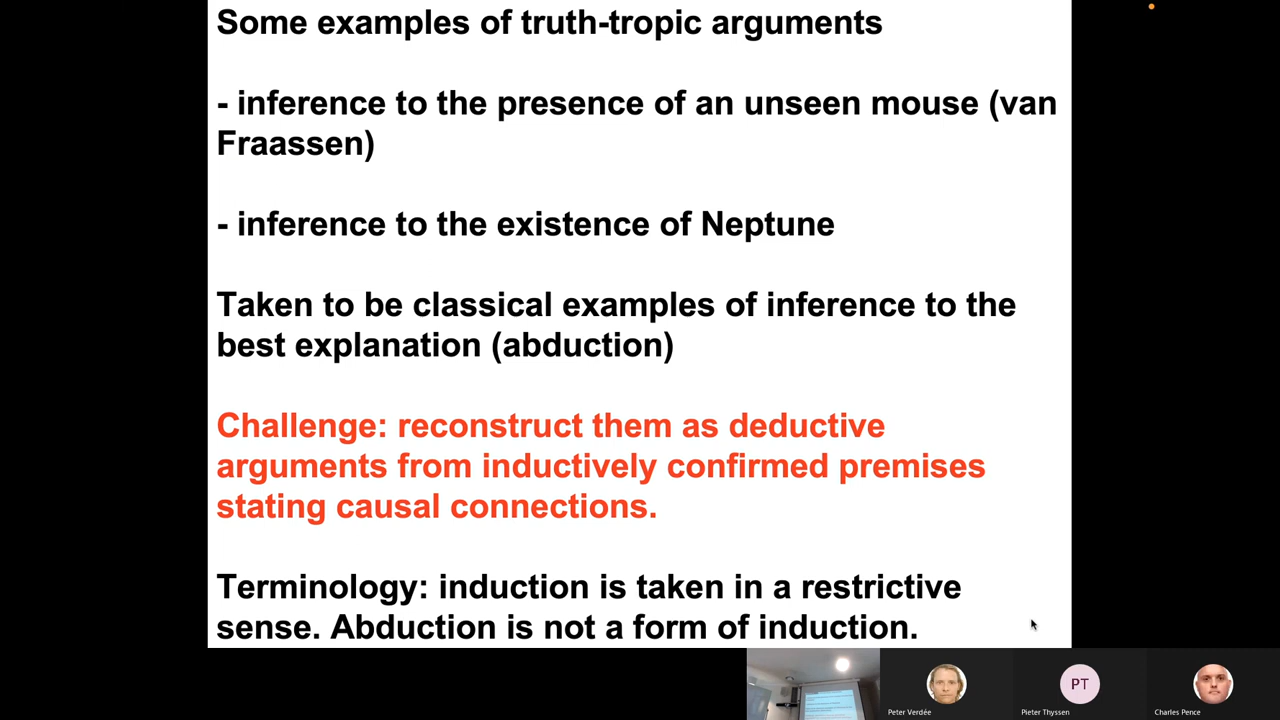 Some examples of truth-tropic arguments
- inference to the presence of an unseen mouse (van
Fraassen)
- inference to the existence of Neptune
Taken to be classical examples of inference to the
best explanation (abduction)
Challenge: reconstruct them as deductive
arguments from inductively confirmed premises
stating causal connections.
Terminology: induction is taken in a restrictive
sense. Abduction is not a form of induction.
PT
Peter Verdée
Pieter Thyssen
Charles Pence